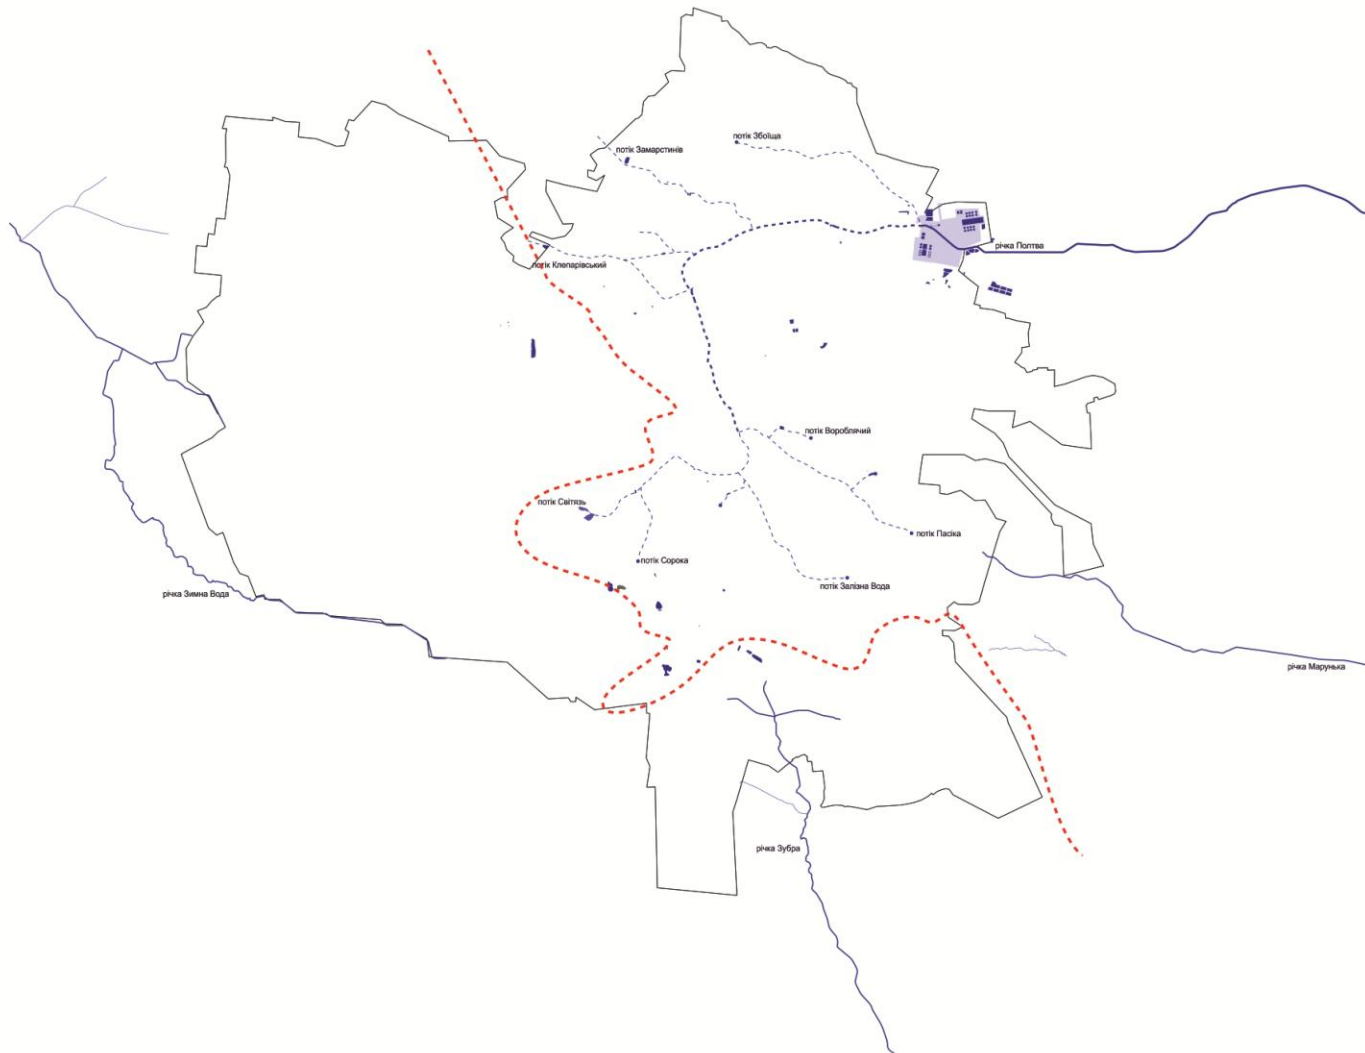 потік Збоїща
потік Замарстинів
річка Полтва
потік Клепарівський
потік Вороблячий
потік Світязь
потік Пасіка
потік Сорока
потік Залізна Вода
річка Зимна Вода
річка Марунька
річка Зубра